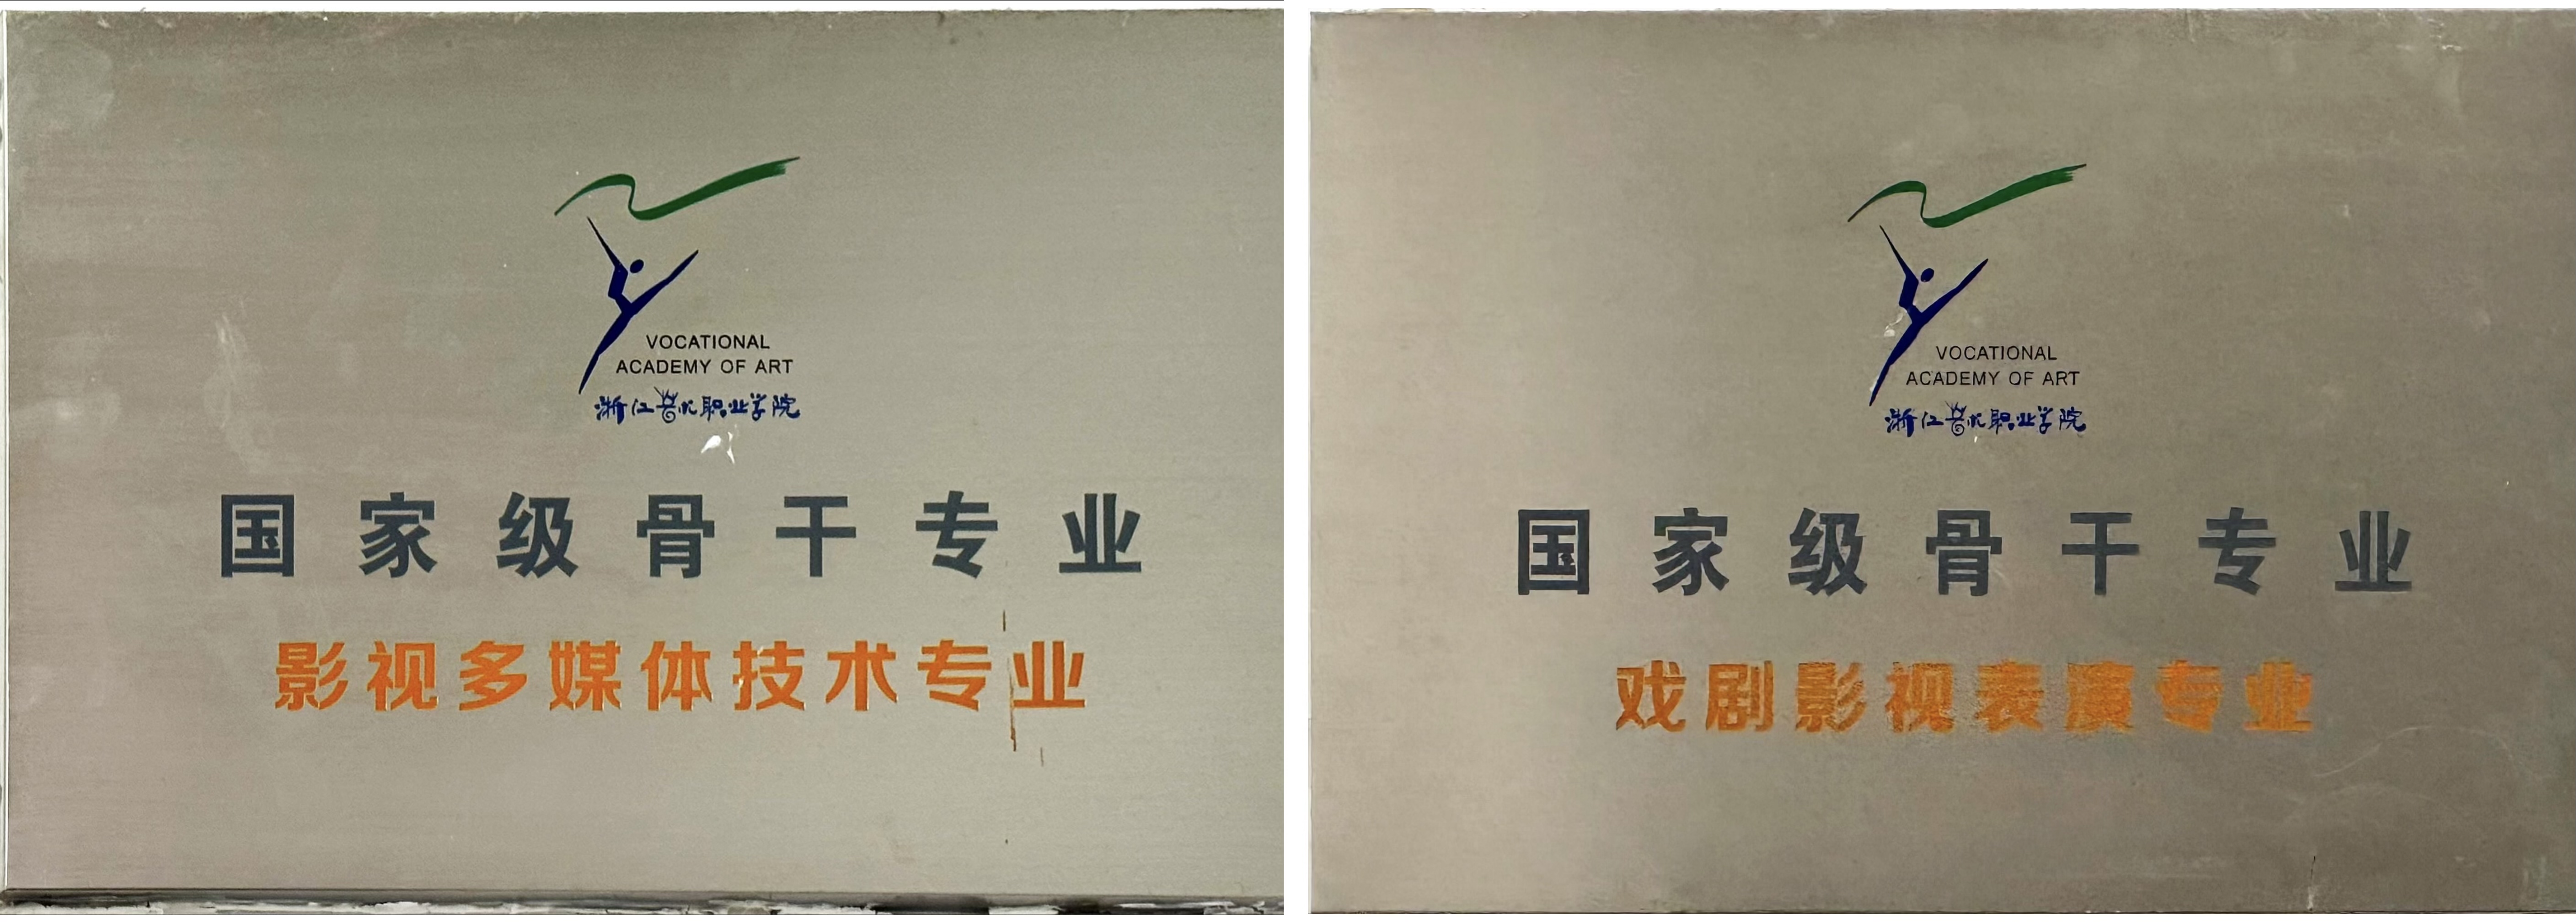 VOCATIONAL
ACADEMY OF ART
浙江艺术职业学院
国家级骨干专业
影视多媒体技术专业
VOCATIONAL
ACADEMY OF ART
浙江艺术职业学院
国家级骨干专业
戏剧影视表演专业